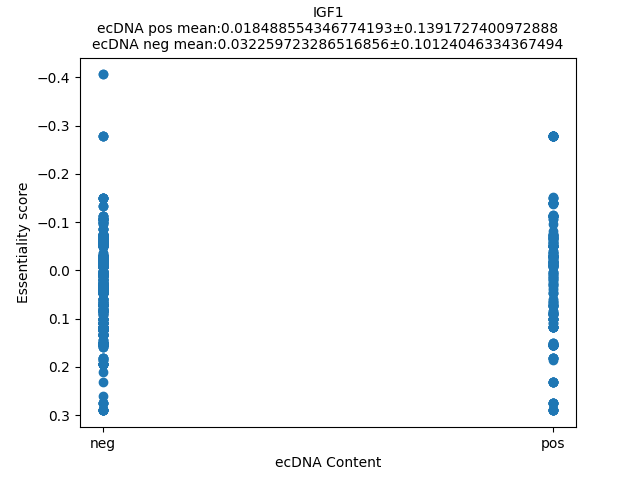 IGF1
ecDNA pos mean:0.018488554346774193±0.1391727400972888
ecDNA neg mean:0.032259723286516856±0.10124046334367494
Essentiality score
−0.4
−0.3
−0.2
−0.1
0.0
0.1
0.2
0.3
neg pos
ecDNA Content